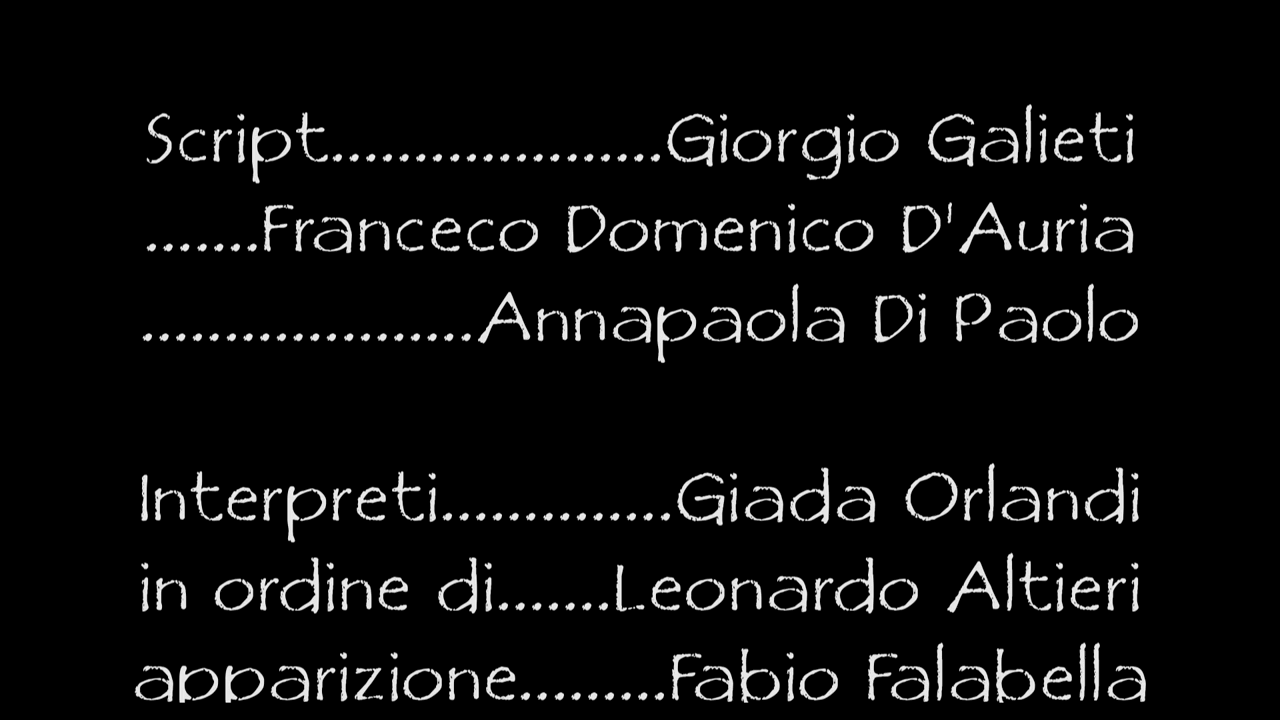 Script....................Giorgio Galieti
.......Franceco Domenico D'Auria
....................Annapaola Di Paolo
Interpreti..............Giada Orlandi
in ordine di.......Leonardo Altieri
apparizione.........Fabio Falabella